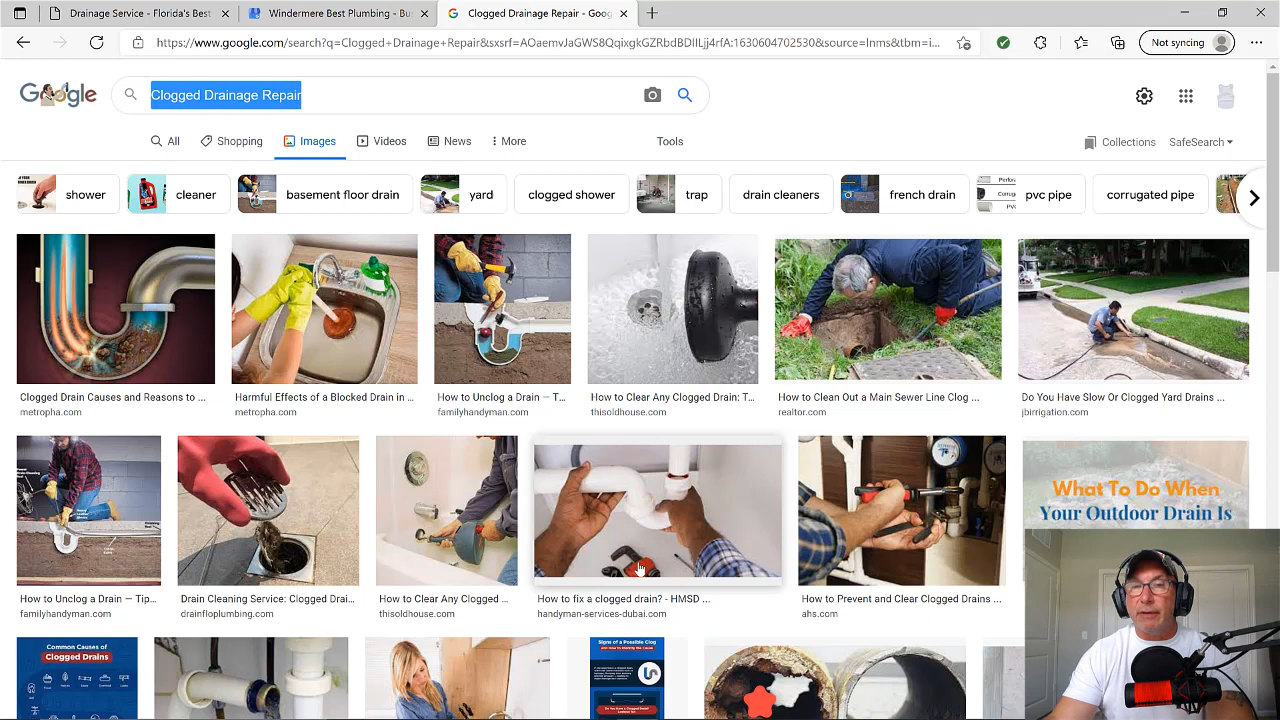 Drainage Service - Florida's Best
Windermere Best Plumbing - Bus
Clogged Drainage Repair - Goog
https://www.google.com/search?q=Clogged+Drainage+Repair&sxsrf=AOaemvJaGWS8QqixgkGZRbdBDIILjj4rfA:1630604702530&source=lnms&tbm=i...
Not syncing
Google
Clogged Drainage Repair
All
Shopping
Images
Videos
News
More
Tools
Collections
SafeSearch
shower
cleaner
basement floor drain
yard
clogged shower
trap
drain cleaners
french drain
pvc pipe
corrugated pipe
Clogged Drain Causes and Reasons to ...
metropha.com
Harmful Effects of a Blocked Drain in ...
metropha.com
How to Unclog a Drain — T...
familyhandyman.com
How to Clear Any Clogged Drain: T...
thisoldhouse.com
How to Clean Out a Main Sewer Line Clog ...
realtor.com
Do You Have Slow Or Clogged Yard Drains ...
jbirrigation.com
What To Do When
Your Outdoor Drain Is
How to Unclog a Drain — Tip...
familyhandyman.com
Drain Cleaning Service: Clogged Drai...
drainfloplumbing.com
How to Clear Any Clogged ...
thisoldhouse.com
How to fix a clogged drain? - HMSD ...
handyman-services-dubai.com
How to Prevent and Clear Clogged Drains ...
ahs.com
Common Causes of
Clogged Drains
Signs of a Possible Clog